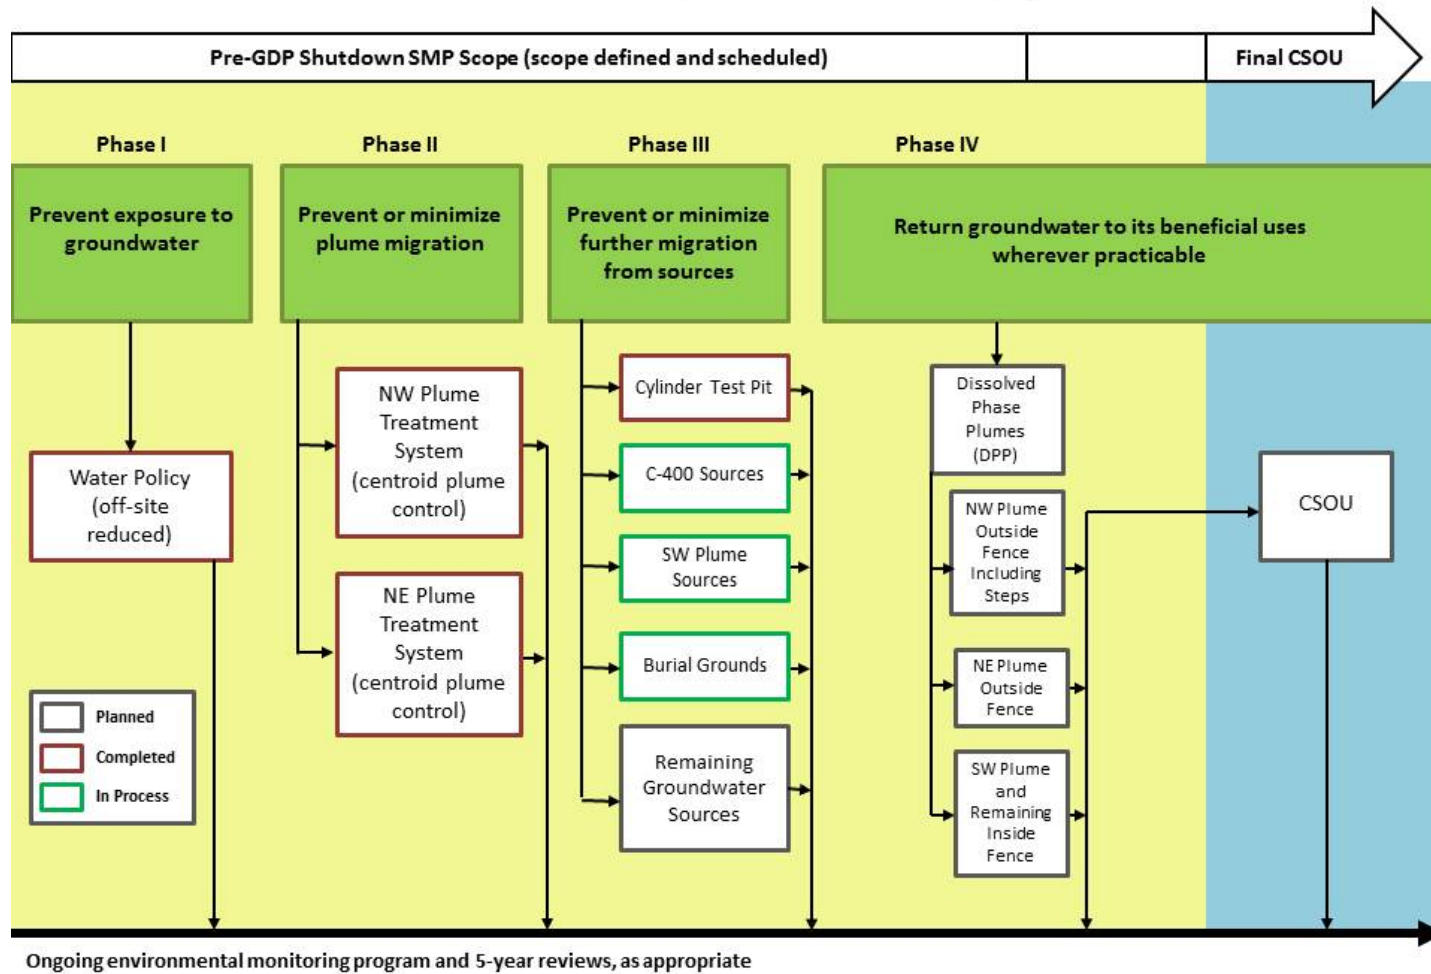 Pre-GDP Shutdown SMP Scope (scope defined and scheduled)
Final CSOU
Phase I
Prevent exposure to
groundwater
Water Policy
(off-site
reduced)
Phase II
Prevent or minimize
plume migration
NW Plume
Treatment
System
(centroid plume
control)
NE Plume
Treatment
System
(centroid plume
control)
Phase III
Prevent or minimize
further migration
from sources
Cylinder Test Pit
C-400 Sources
SW Plume
Sources
Burial Grounds
Remaining
Groundwater
Sources
Phase IV
Return groundwater to its beneficial uses
wherever practicable
Dissolved
Phase
Plumes
(DPP)
NW Plume
Outside
Fence
Including
Steps
NE Plume
Outside
Fence
SW Plume
and
Remaining
Inside
Fence
CSOU
Planned
Completed
In Process
Ongoing environmental monitoring program and 5-year reviews, as appropriate